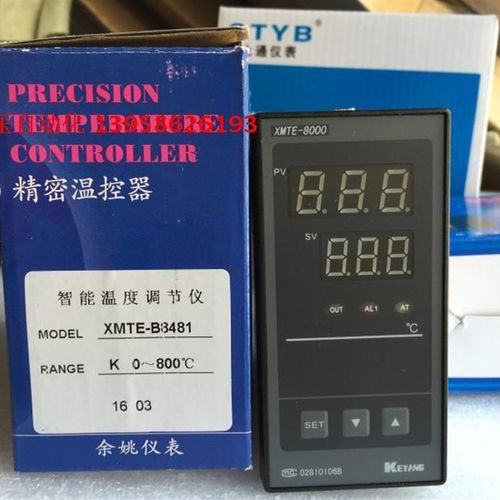 PRECISION
CONTROLLER
精密温控器
智能温度调节仪
MODEL XMTE-B8481
RANGE K 0～800℃
16 03
余姚仪表
STYB
通仪表
XMTE-8000
PV
SV
OUT AL1 AT
℃
SET
MC 02810106B
KEYANG